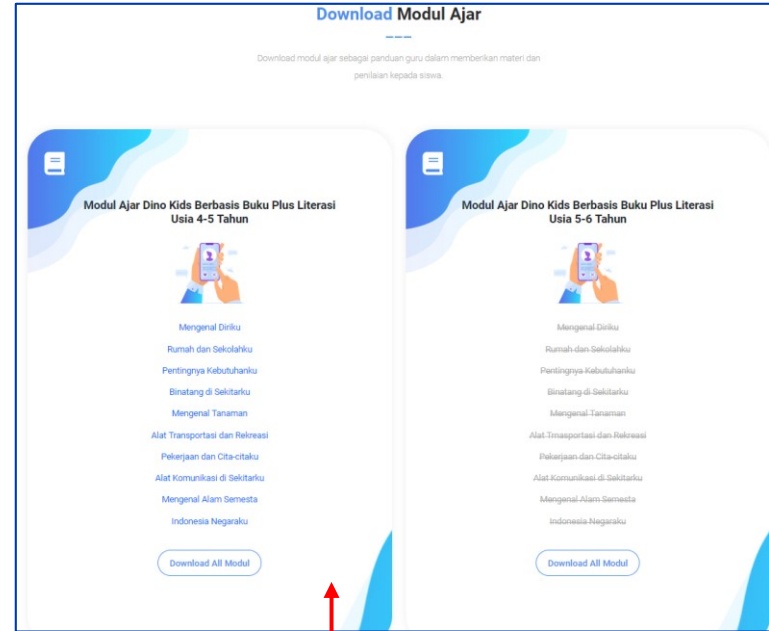 Download Modul Ajar
Download modul ajar sebagai panduan guru dalam memberikan materi dan
penilaian kepada siswa.
Modul Ajar Dino Kids Berbasis Buku Plus Literasi
Usia 4-5 Tahun
Mengenal Diriku
Rumah dan Sekolahku
Pentingnya Kebutuhanku
Binatang di Sekitarku
Mengenal Tanaman
Alat Transportasi dan Rekreasi
Pekerjaan dan Cita-citaku
Alat Komunikasi di Sekitarku
Mengenal Alam Semesta
Indonesia Negaraku
Download All Modul
Modul Ajar Dino Kids Berbasis Buku Plus Literasi
Usia 5-6 Tahun
Mengenal Diriku
Rumah dan Sekolahku
Pentingnya Kebutuhanku
Binatang di Sekitarku
Mengenal Tanaman
Alat Trnasportasi dan Rekreasi
Pekerjaan dan Cita-citaku
Alat Komunikasi di Sekitarku
Mengenal Alam Semesta
Indonesia Negaraku
Download All Modul